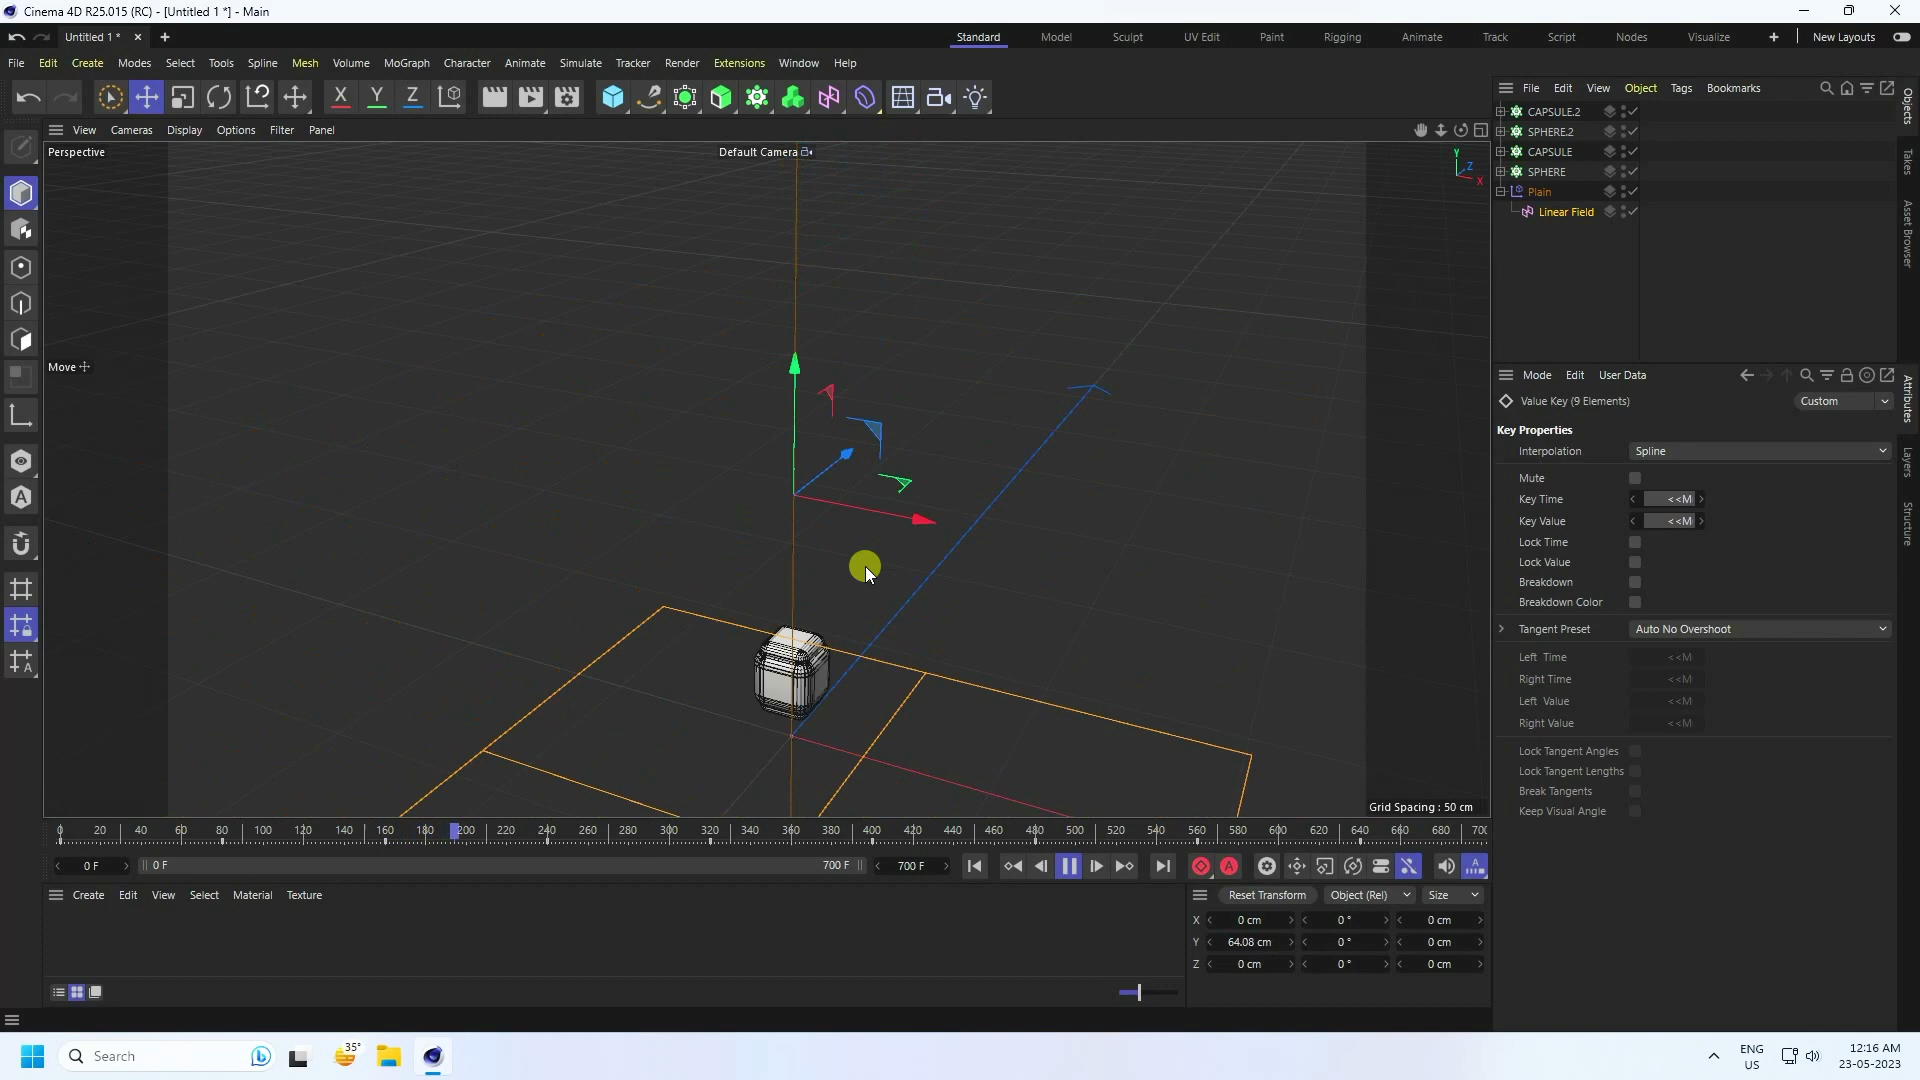 Cinema 4D R25.015 (RC) - [Untitled 1 *] - Main
Untitled 1 *
Standard Model Sculpt UV Edit Paint Rigging Animate Track Script Nodes Visualize New Layouts
File Edit Create Modes Select Tools Spline Mesh Volume MoGraph Character Animate Simulate Tracker Render Extensions Window Help
X Y Z
File Edit View Object Tags Bookmarks
CAPSULE.2
SPHERE.2
CAPSULE
SPHERE
Plain
Linear Field
Objects
Takes
Asset Browser
View Cameras Display Options Filter Panel
Perspective
Default Camera
Y
Z
X
Move
Grid Spacing : 50 cm
Mode Edit User Data
Value Key (9 Elements)
Custom
Key Properties
Interpolation Spline
Mute
Key Time <<M
Key Value <<M
Lock Time
Lock Value
Breakdown
Breakdown Color
Tangent Preset Auto No Overshoot
Left Time <<M
Right Time <<M
Left Value <<M
Right Value <<M
Lock Tangent Angles
Lock Tangent Lengths
Break Tangents
Keep Visual Angle
Attributes
Layers
Structure
0 20 40 60 80 100 120 140 160 180 200 220 240 260 280 300 320 340 360 380 400 420 440 460 480 500 520 540 560 580 600 620 640 660 680 700
0 F 0 F 700 F 700 F
Create Edit View Select Material Texture
Reset Transform Object (Rel) Size
X 0 cm 0 ° 0 cm
Y 64.08 cm 0 ° 0 cm
Z 0 cm 0 ° 0 cm
Search
35°
ENG
US
12:16 AM
23-05-2023